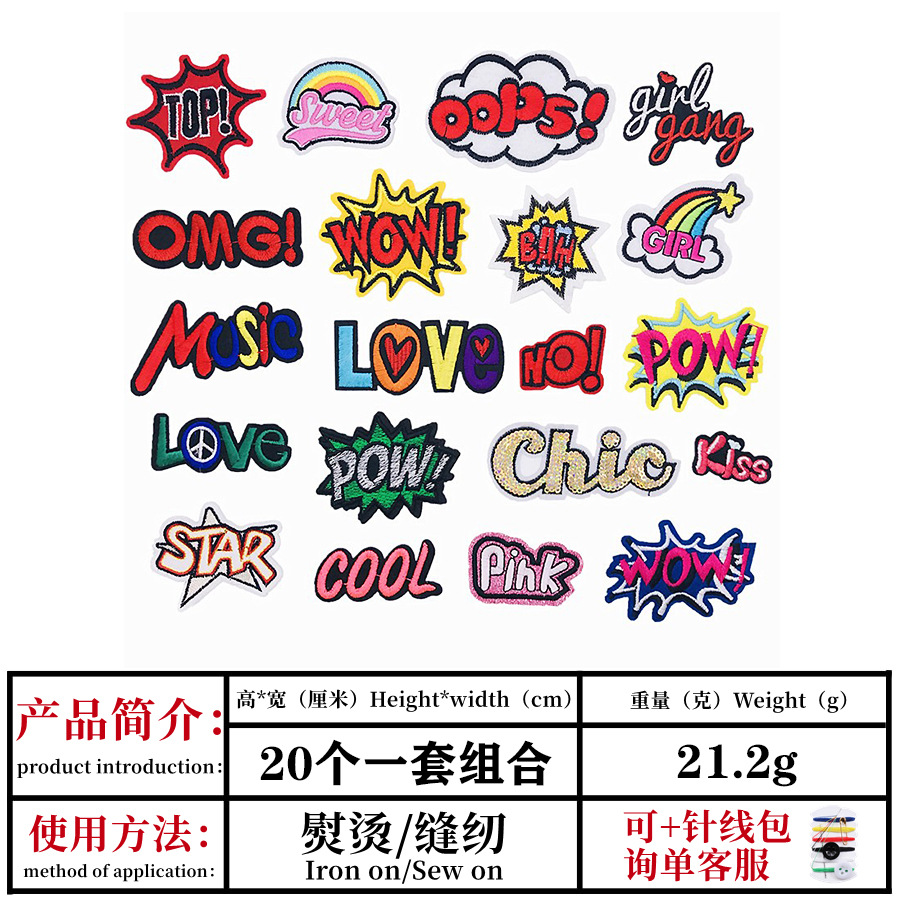 TOP!
Sweet
OOPS!
girl
gang
OMG!
WOW!
BAH
GIRL
Music
LOVE
NO!
POW!
LOVe
POW!!
Chic
Kiss
STAR
COOL
Pink
WOW!
产品简介：
product introduction：
高*宽（厘米）Height*width（cm）
重量（克）Weight（g）
20个一套组合
21.2g
使用方法：
method of application：
熨烫/缝纫
Iron on/Sew on
可+针线包
询单客服